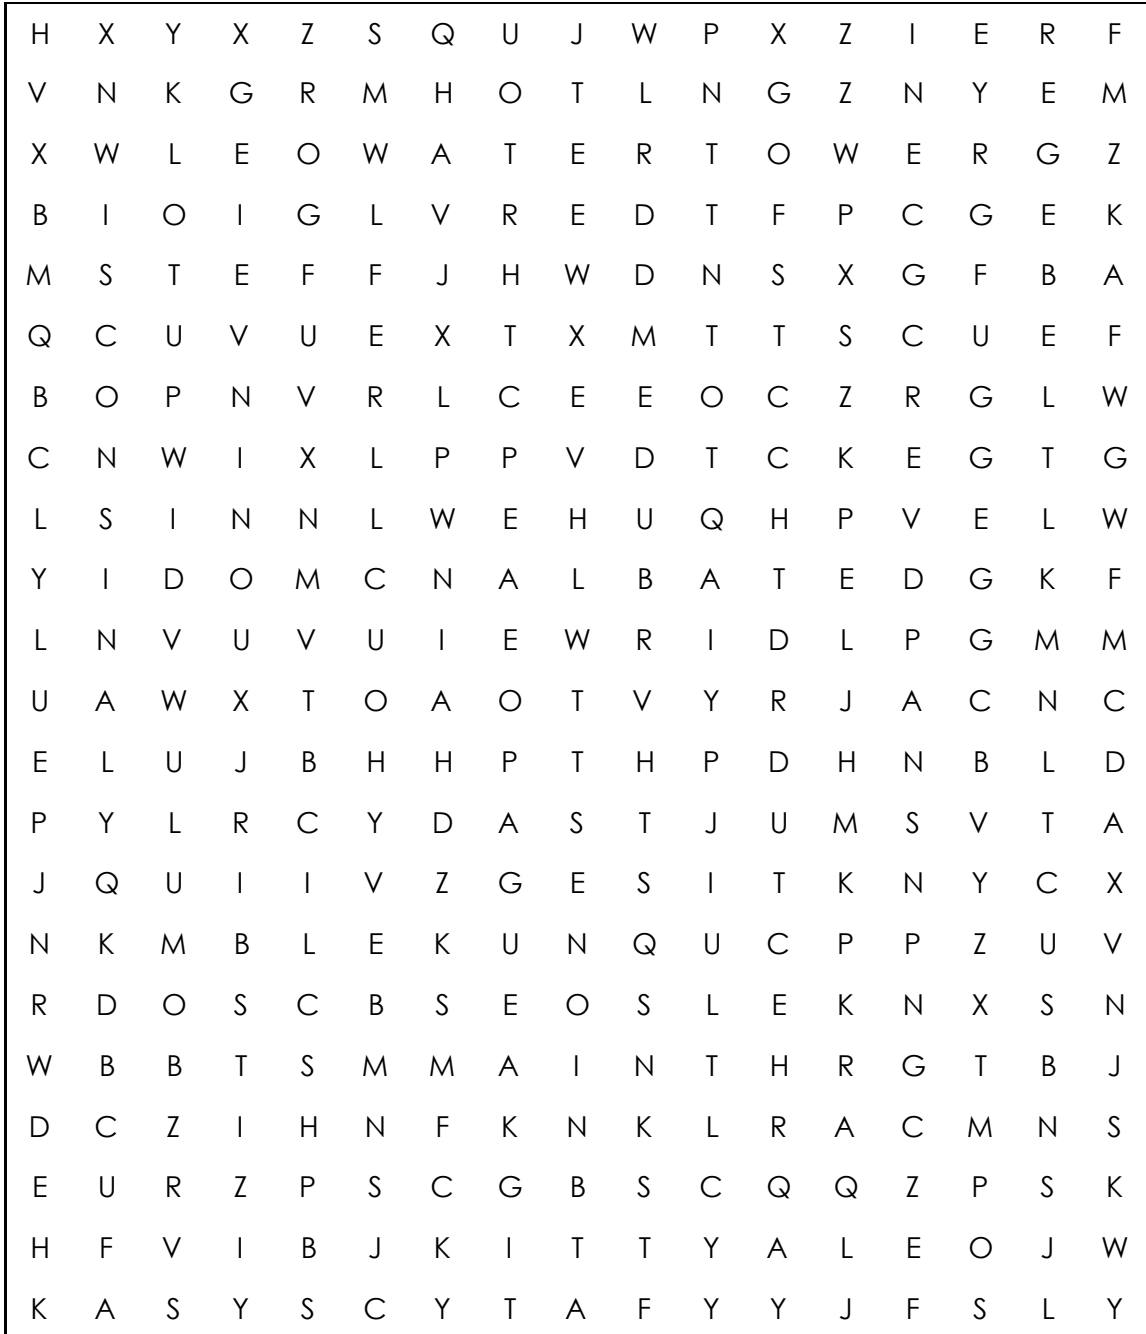 H X Y X Z S Q U J W P X Z I E R F
V N K G R M H O T L N G Z N Y E M
X W L E O W A T E R T O W E R G Z
B I O I G L V R E D T F P C G E K
M S T E F F J H W D N S X G F B A
Q C U V U E X T X M T T S C U E F
B O P N V R L C E E O C Z R G L W
C N W I X L P P V D T C K E G T G
L S I N N L W E H U Q H P V E L W
Y I D O M C N A L B A T E D G K F
L N V U V U I E W R I D L P G M M
U A W X T O A O T V Y R J A C N C
E L U J B H H P T H P D H N B L D
P Y L R C Y D A S T J U M S V T A
J Q U I I V Z G E S I T K N Y C X
N K M B L E K U N Q U C P P Z U V
R D O S C B S E O S L E K N X S N
W B B T S M M A I N T H R G T B J
D C Z I H N F K N K L R A C M N S
E U R Z P S C G B S C Q Q Z P S K
H F V I B J K I T T Y A L E O J W
K A S Y S C Y T A F Y Y J F S L Y